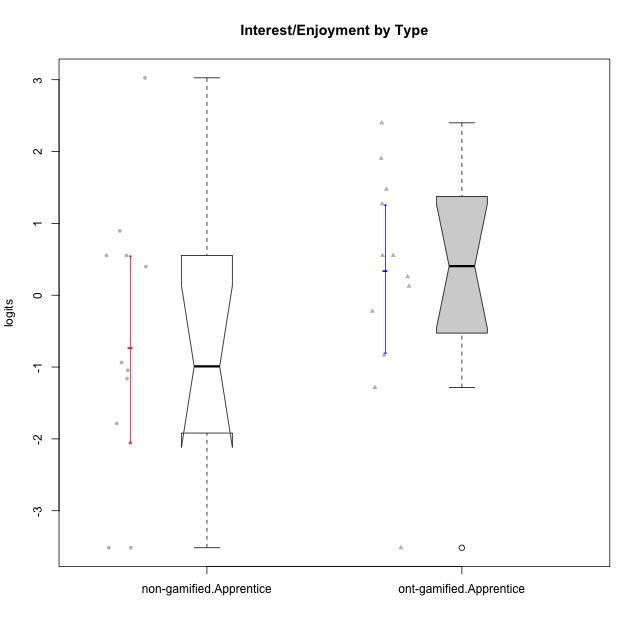 Interest/Enjoyment by Type
3
2
1
0
-1
-2
-3
logits
non-gamified.Apprentice
ont-gamified.Apprentice